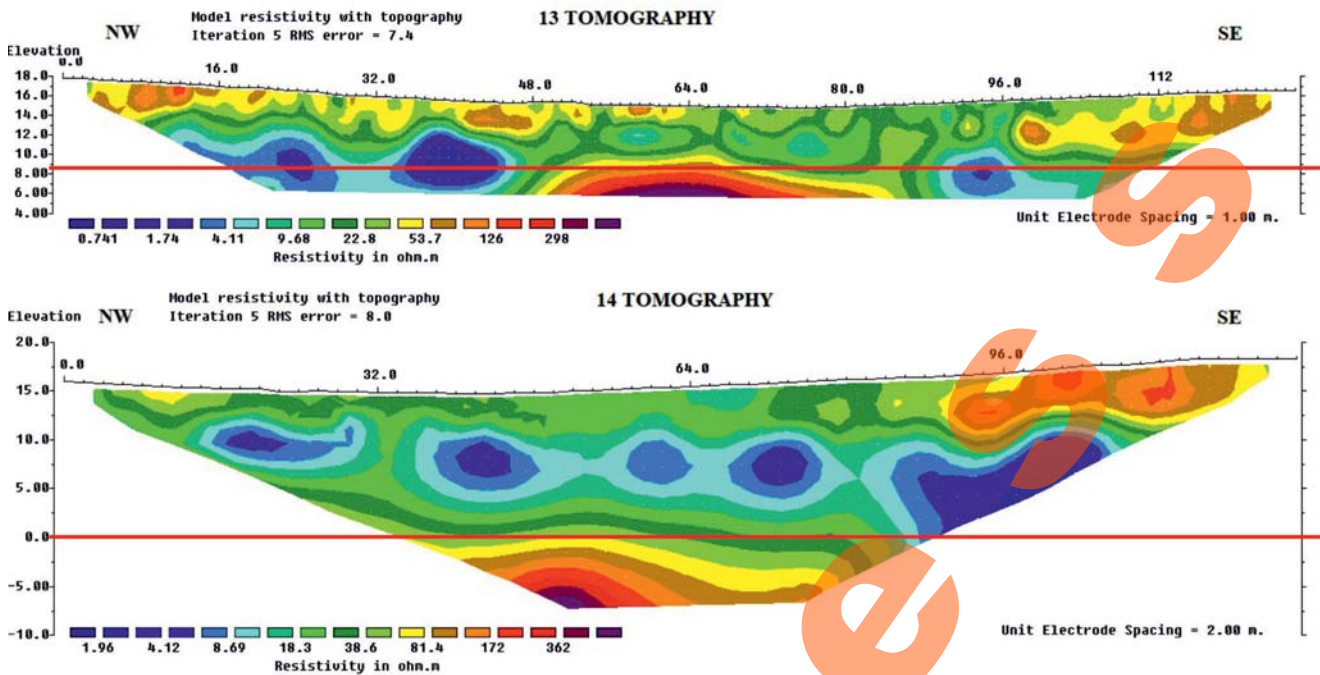 13 TOMOGRAPHY
Model resistivity with topography
NW
Iteration 5 RMS error = 7.4
SE
Elevation
0.0
16.0
32.0
48.0
64.0
80.0
96.0
112
18.0
16.0
14.0
12.0
10.0
8.00
6.00
4.00
0.741 1.74 4.11 9.68 22.8 53.7 126 298
Resistivity in ohm.m
Unit Electrode Spacing = 1.00 m.
14 TOMOGRAPHY
Model resistivity with topography
Elevation NW
Iteration 5 RMS error = 8.0
SE
0.0
32.0
64.0
96.0
20.0
15.0
10.0
5.00
0.0
-5.00
-10.0
1.96 4.12 8.69 18.3 38.6 81.4 172 362
Resistivity in ohm.m
Unit Electrode Spacing = 2.00 m.
s
s
e